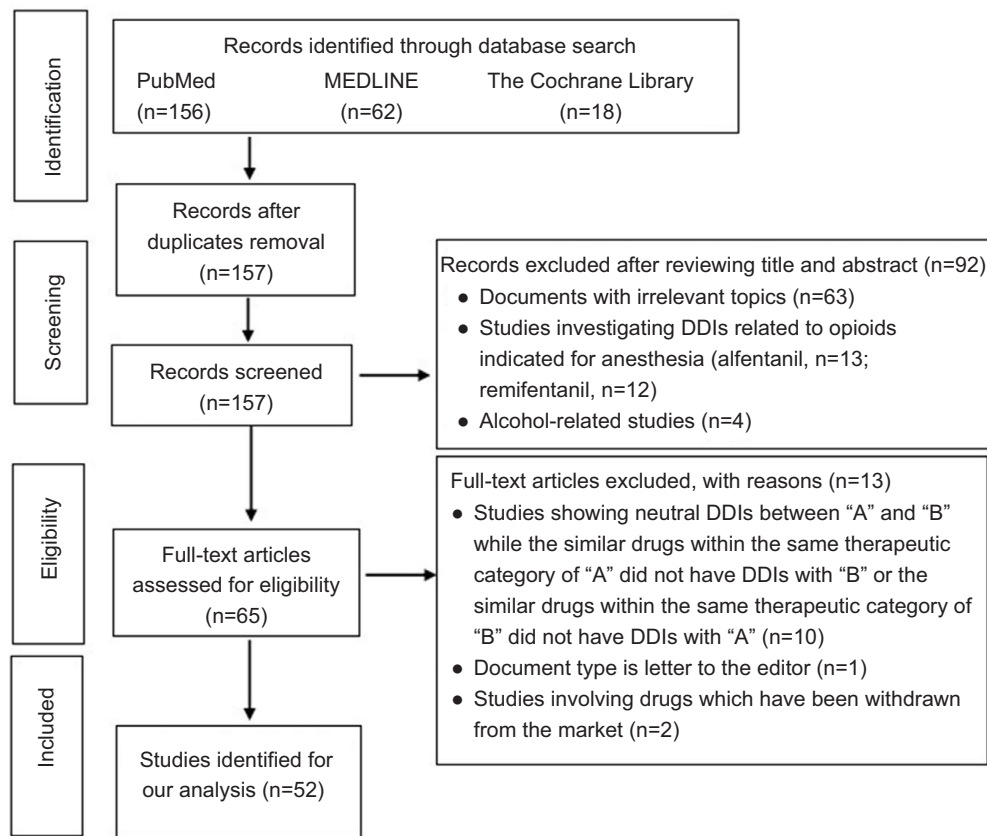 Identification
Records identified through database search
PubMed MEDLINE The Cochrane Library
(n=156) (n=62) (n=18)
Records after
duplicates removal
(n=157)
Screening
Records screened
(n=157)
Records excluded after reviewing title and abstract (n=92)
● Documents with irrelevant topics (n=63)
● Studies investigating DDIs related to opioids
indicated for anesthesia (alfentanil, n=13;
remifentanil, n=12)
● Alcohol-related studies (n=4)
Eligibility
Full-text articles
assessed for eligibility
(n=65)
Full-text articles excluded, with reasons (n=13)
● Studies showing neutral DDIs between “A” and “B”
while the similar drugs within the same therapeutic
category of “A” did not have DDIs with “B” or the
similar drugs within the same therapeutic category of
“B” did not have DDIs with “A” (n=10)
● Document type is letter to the editor (n=1)
● Studies involving drugs which have been withdrawn
from the market (n=2)
Included
Studies identified for
our analysis (n=52)